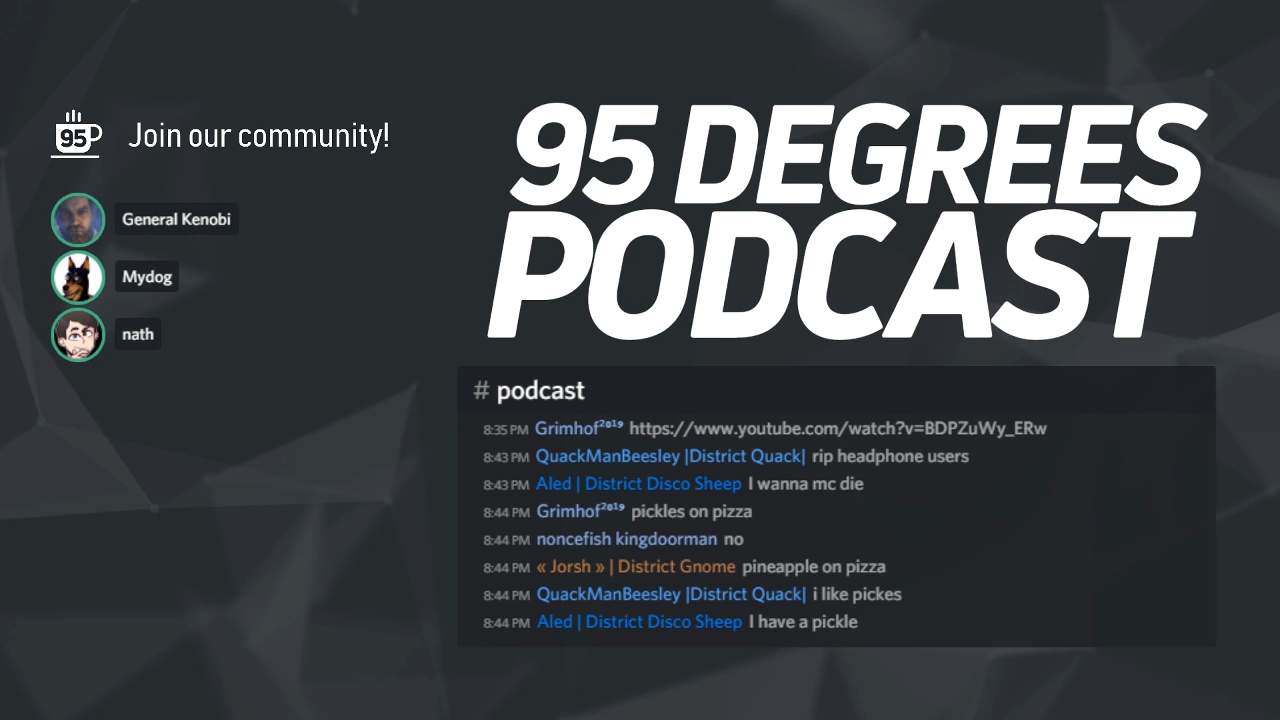 95
Join our community!
General Kenobi
Mydog
nath
95 DEGREES
PODCAST
# podcast
8:35 PM Grimhof²⁰¹⁹ https://www.youtube.com/watch?v=BDPZuWy_ERw
8:43 PM QuackManBeesley |District Quack| rip headphone users
8:43 PM Aled | District Disco Sheep I wanna mc die
8:44 PM Grimhof²⁰¹⁹ pickles on pizza
8:44 PM noncefish kingdoorman no
8:44 PM « Jorsh » | District Gnome pineapple on pizza
8:44 PM QuackManBeesley |District Quack| i like pickes
8:44 PM Aled | District Disco Sheep I have a pickle